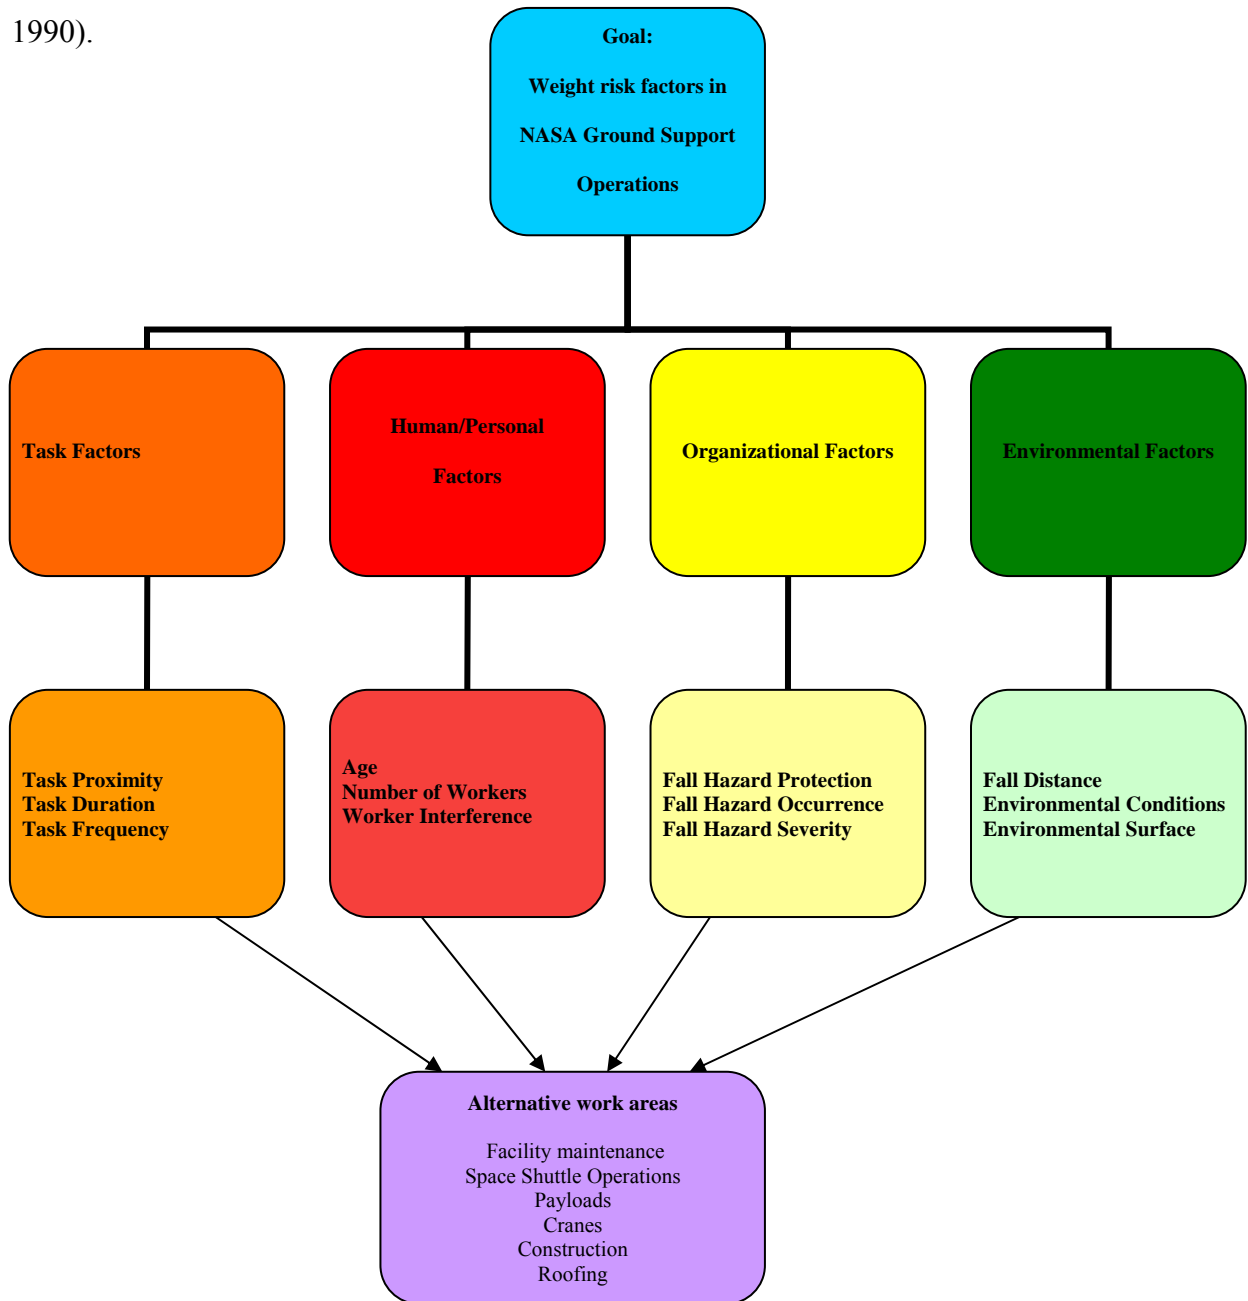 1990).
Goal:
Weight risk factors in
NASA Ground Support
Operations
Task Factors
Human/Personal
Factors
Organizational Factors
Environmental Factors
Task Proximity
Task Duration
Task Frequency
Age
Number of Workers
Worker Interference
Fall Hazard Protection
Fall Hazard Occurrence
Fall Hazard Severity
Fall Distance
Environmental Conditions
Environmental Surface
Alternative work areas
Facility maintenance
Space Shuttle Operations
Payloads
Cranes
Construction
Roofing